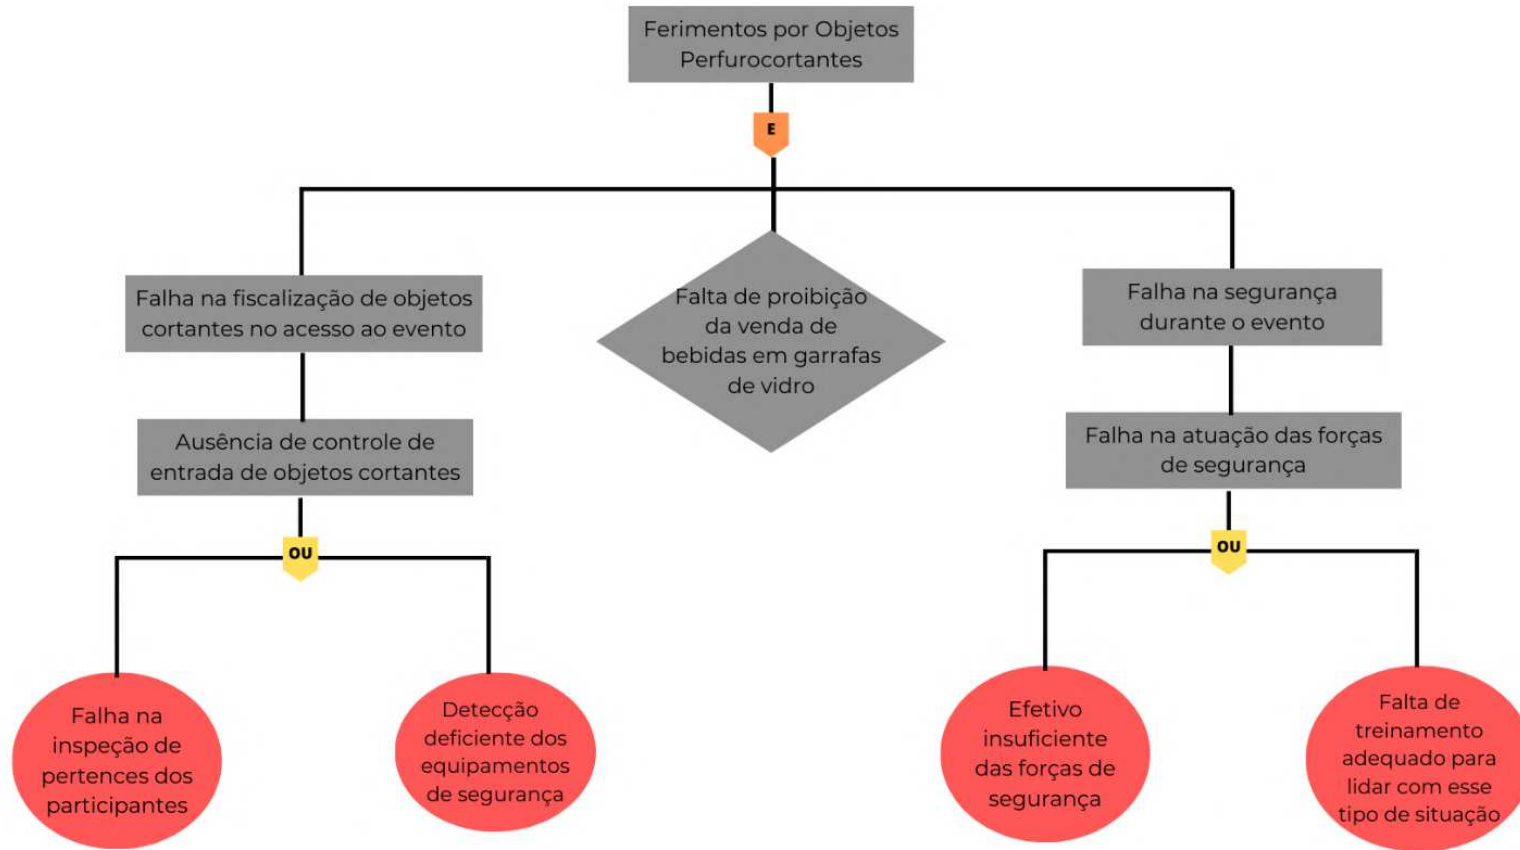 Ferimentos por Objetos
Perfurocortantes
E
Falha na fiscalização de objetos
cortantes no acesso ao evento
Falta de proibição
da venda de
bebidas em garrafas
de vidro
Falha na segurança
durante o evento
Ausência de controle de
entrada de objetos cortantes
Falha na atuação das forças
de segurança
OU
OU
Falha na
inspeção de
pertences dos
participantes
Detecção
deficiente dos
equipamentos
de segurança
Efetivo
insuficiente
das forças de
segurança
Falta de
treinamento
adequado para
lidar com esse
tipo de situação